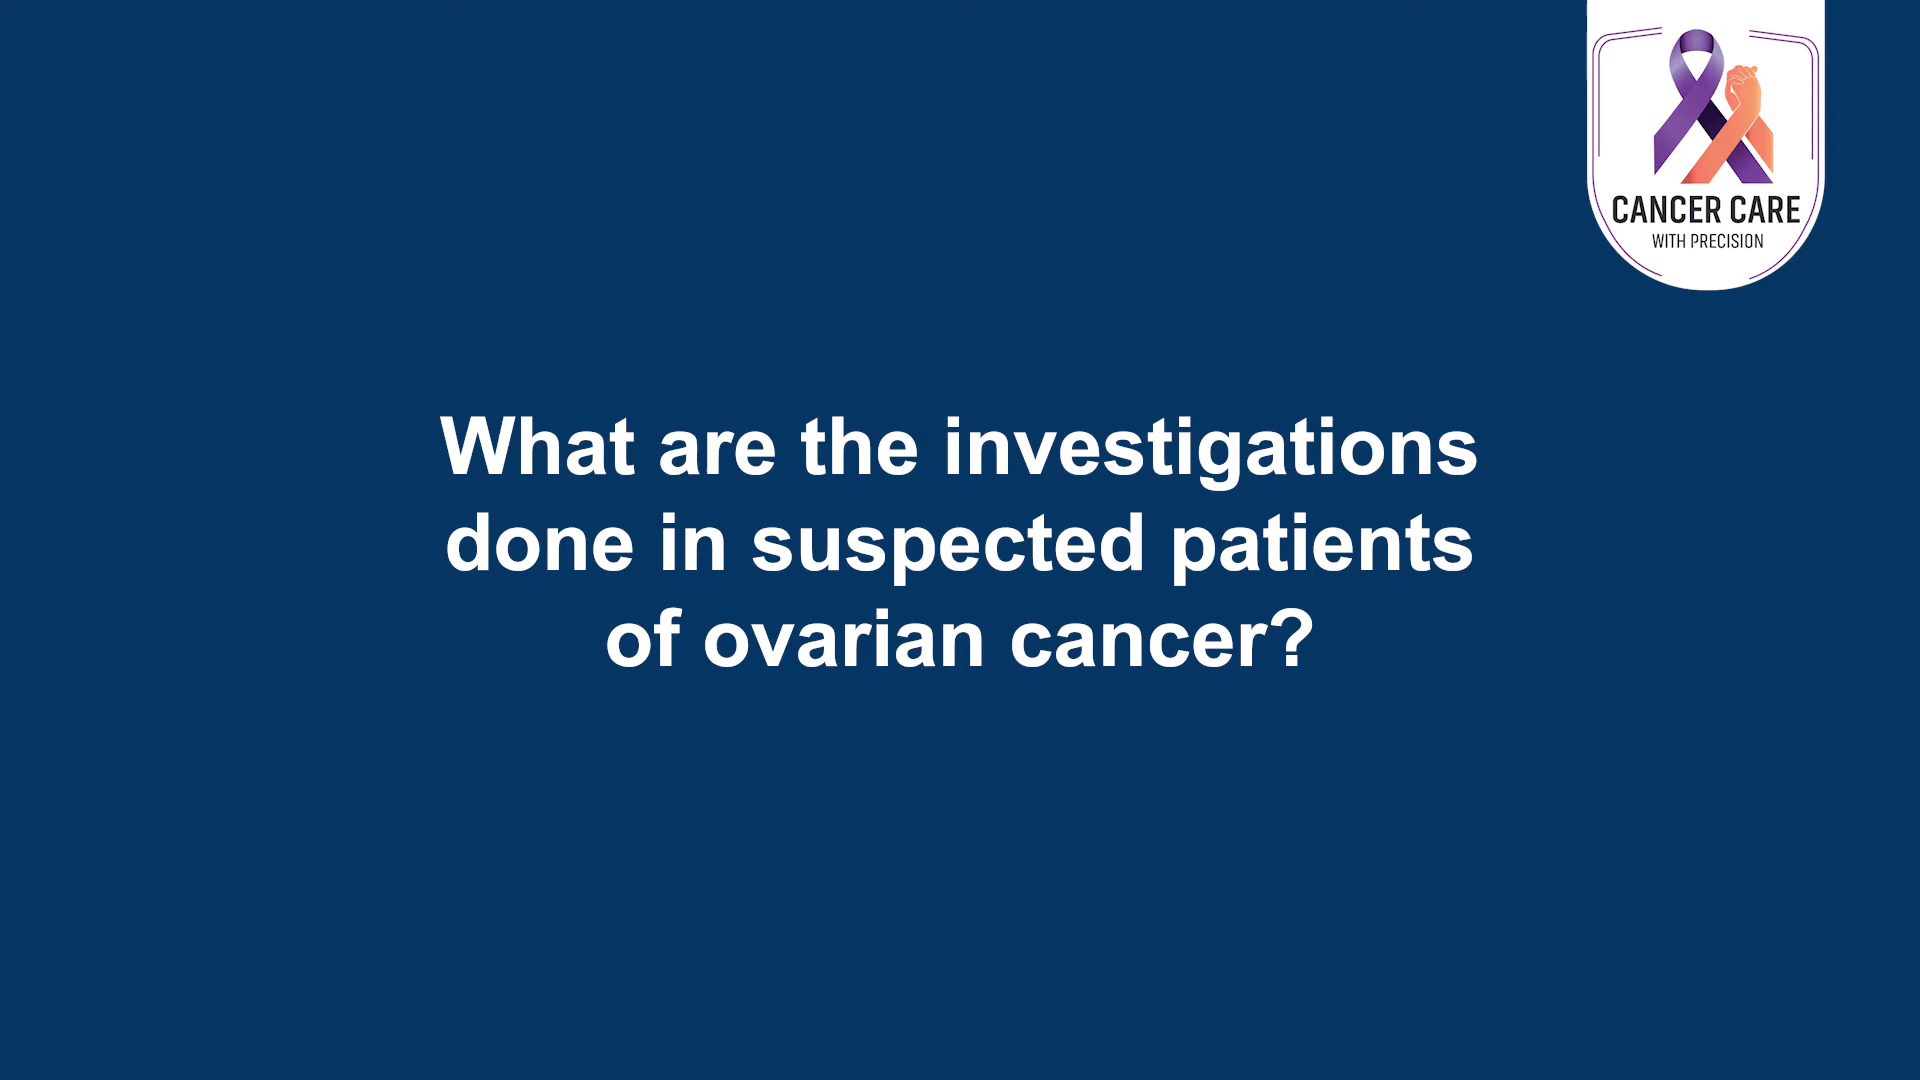 CANCER CARE
WITH PRECISION
What are the investigations
done in suspected patients
of ovarian cancer?